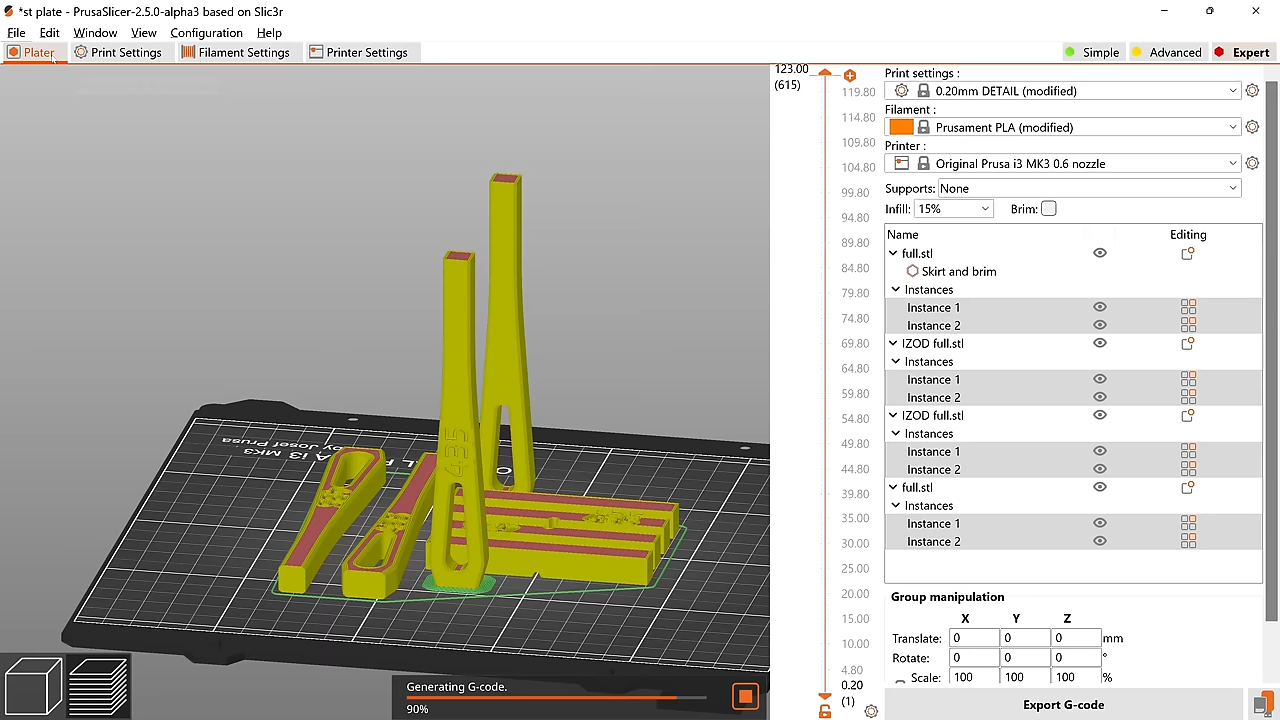 *st plate - PrusaSlicer-2.5.0-alpha3 based on Slic3r
File Edit Window View Configuration Help
Plater Print Settings Filament Settings Printer Settings Simple Advanced Expert
123.00
(615)
119.80
114.80
109.80
104.80
99.80
94.80
89.80
84.80
79.80
74.80
69.80
64.80
59.80
54.80
49.80
44.80
39.80
35.00
30.00
25.00
20.00
15.00
10.00
4.80
0.20
(1)
Print settings :
0.20mm DETAIL (modified)
Filament :
Prusament PLA (modified)
Printer :
Original Prusa i3 MK3 0.6 nozzle
Supports: None
Infill: 15% Brim:
Name Editing
full.stl
Skirt and brim
Instances
Instance 1
Instance 2
IZOD full.stl
Instances
Instance 1
Instance 2
IZOD full.stl
Instances
Instance 1
Instance 2
full.stl
Instances
Instance 1
Instance 2
Group manipulation
X Y Z
Translate: 0 0 0 mm
Rotate: 0 0 0 °
Scale: 100 100 100 %
Export G-code
by Josef Prusa
i3 MK3
Generating G-code.
90%